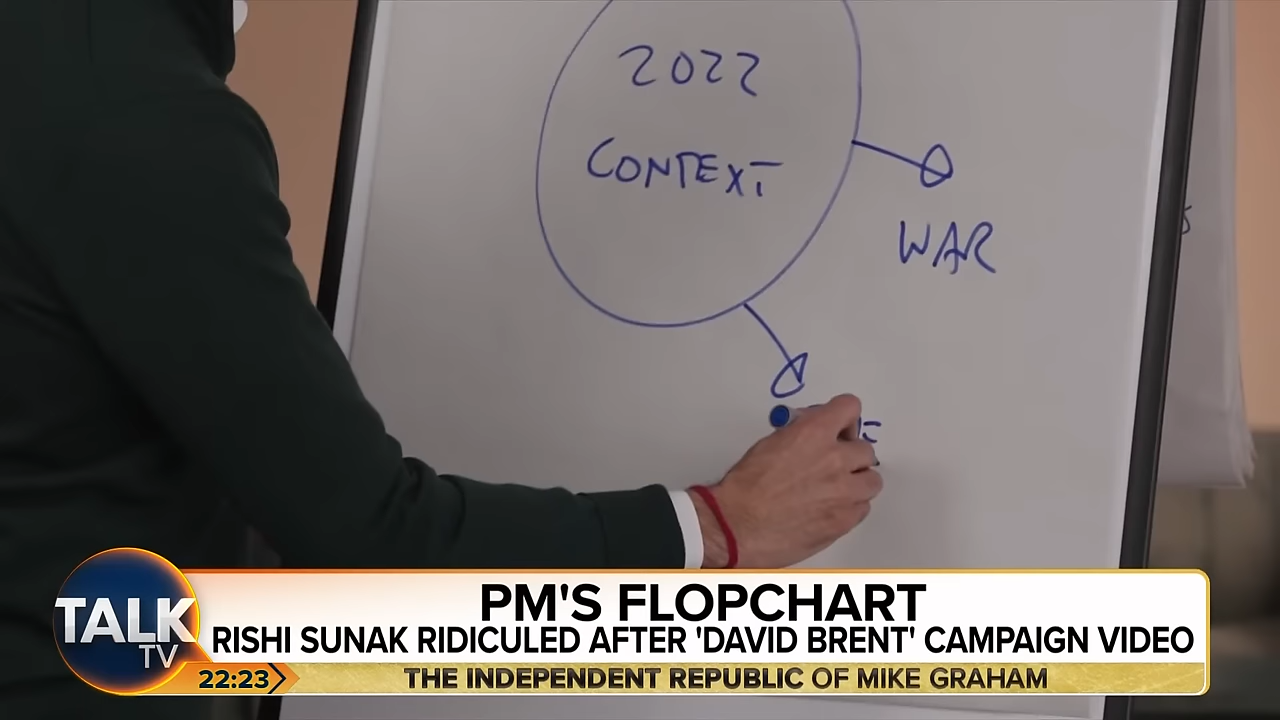 2022
CONTEXT
WAR
PM'S FLOPCHART
RISHI SUNAK RIDICULED AFTER 'DAVID BRENT' CAMPAIGN VIDEO
THE INDEPENDENT REPUBLIC OF MIKE GRAHAM
TALK
TV
22:23